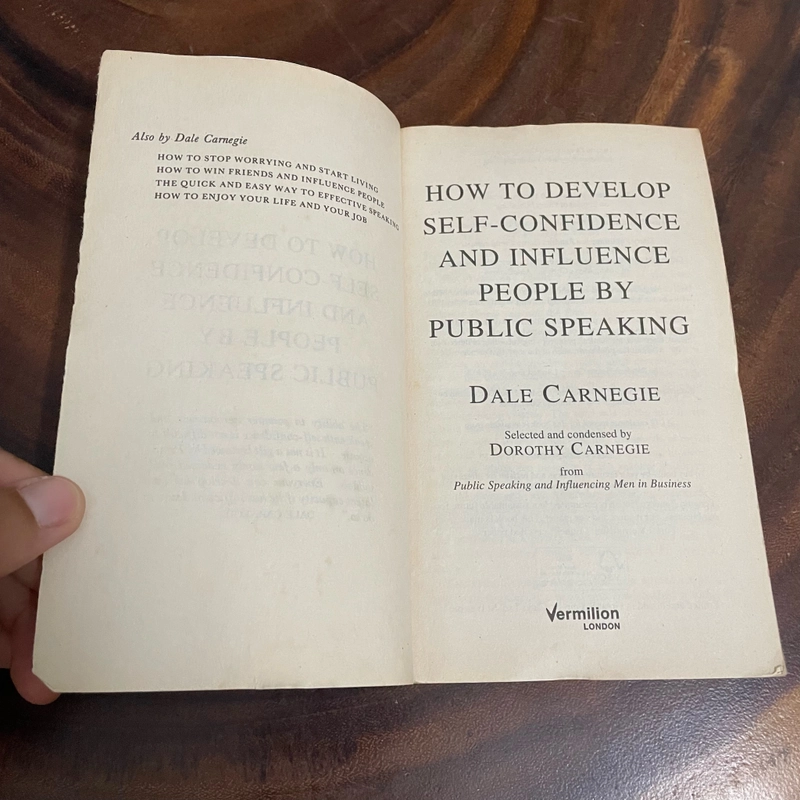 Also by Dale Carnegie
HOW TO STOP WORRYING AND START LIVING
HOW TO WIN FRIENDS AND INFLUENCE PEOPLE
THE QUICK AND EASY WAY TO EFFECTIVE SPEAKING
HOW TO ENJOY YOUR LIFE AND YOUR JOB
HOW TO DEVELOP
SELF-CONFIDENCE
AND INFLUENCE
PEOPLE BY
PUBLIC SPEAKING
DALE CARNEGIE
Selected and condensed by
DOROTHY CARNEGIE
from
Public Speaking and Influencing Men in Business
Vermilion
LONDON